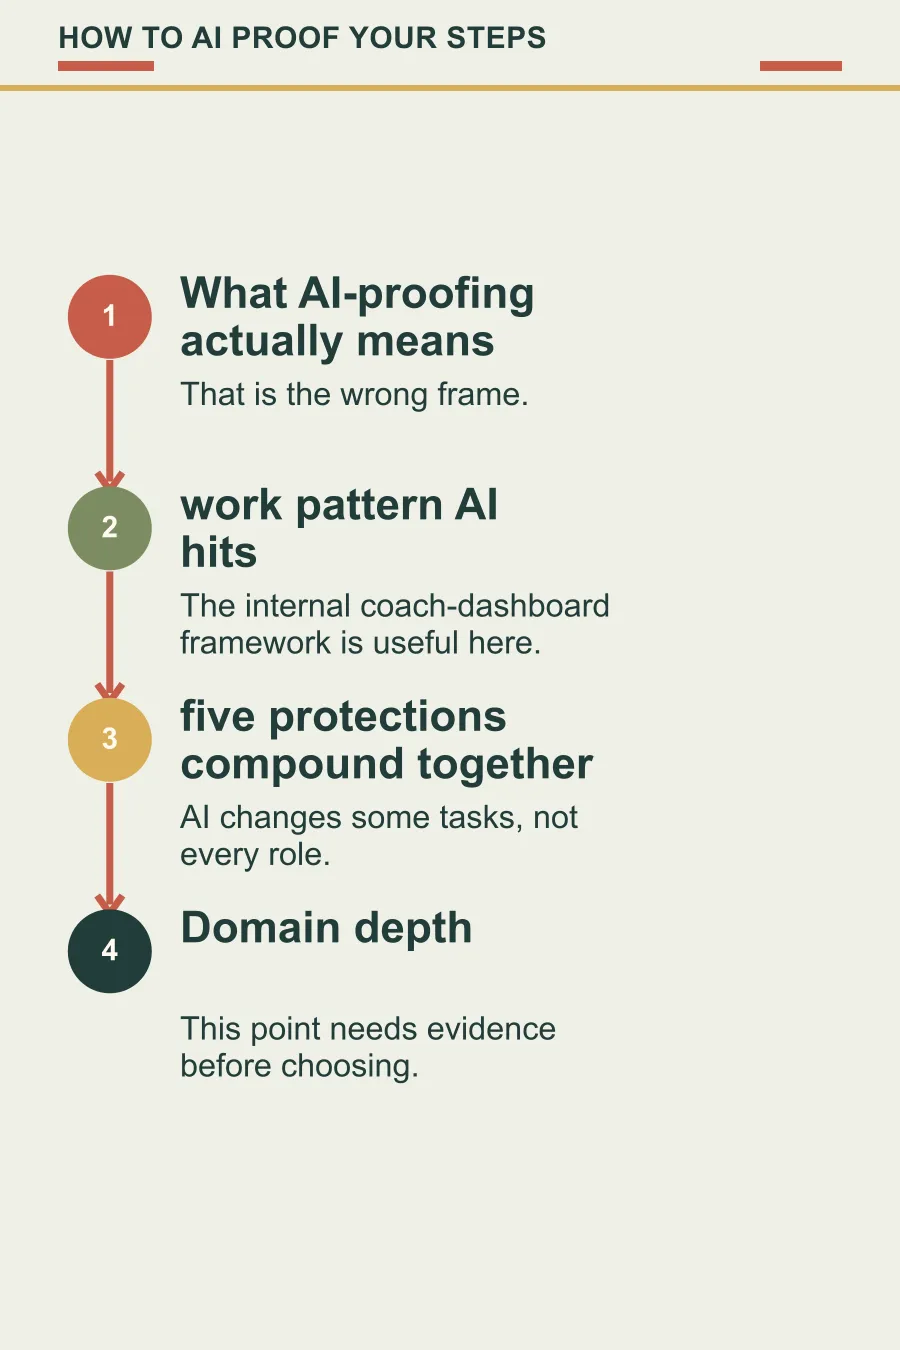 HOW TO AI PROOF YOUR STEPS
1
What AI-proofing
actually means
That is the wrong frame.
2
work pattern AI
hits
The internal coach-dashboard
framework is useful here.
3
five protections
compound together
AI changes some tasks, not
every role.
4
Domain depth
This point needs evidence
before choosing.